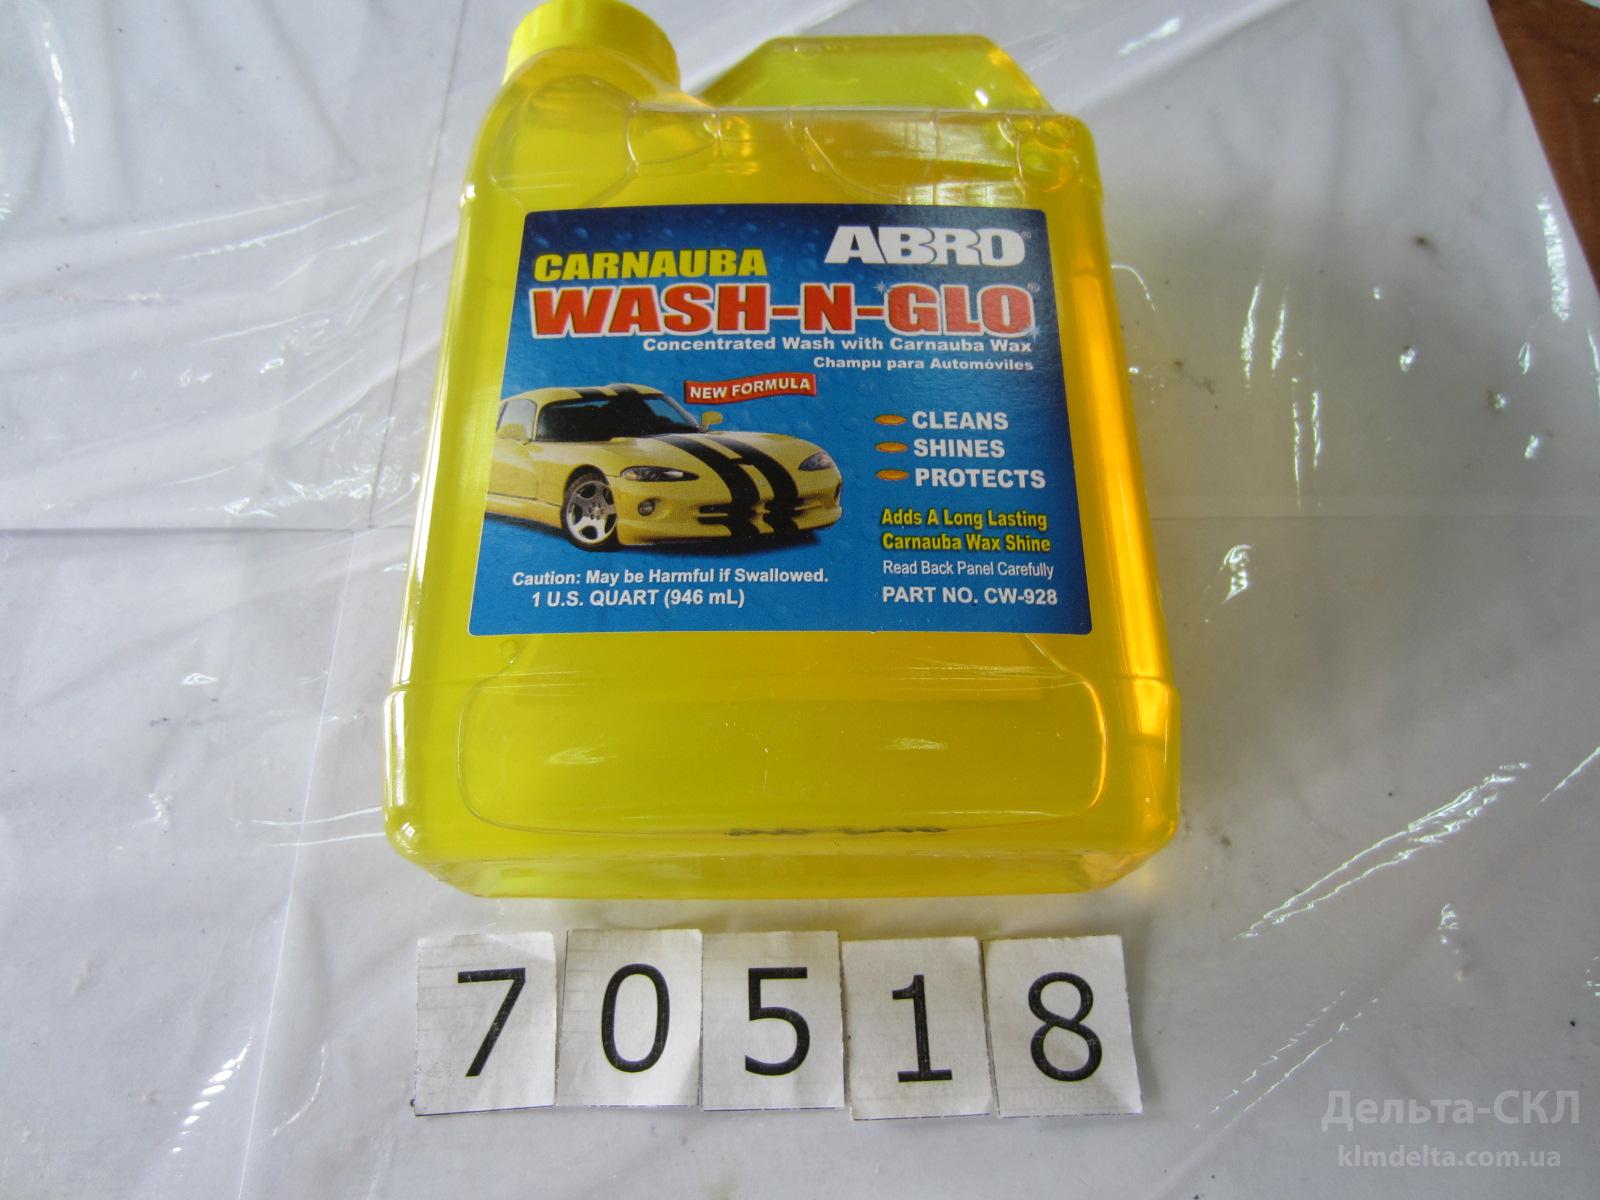 ABRO®
CARNAUBA
WASH-N-GLO®
Concentrated Wash with Carnauba Wax
Champu para Automóviles
NEW FORMULA
CLEANS
SHINES
PROTECTS
Adds A Long Lasting
Carnauba Wax Shine
Read Back Panel Carefully
Caution: May be Harmful if Swallowed.
1 U.S. QUART (946 mL)
PART NO. CW-928
70518
Дельта-СКЛ
klmdelta.com.ua